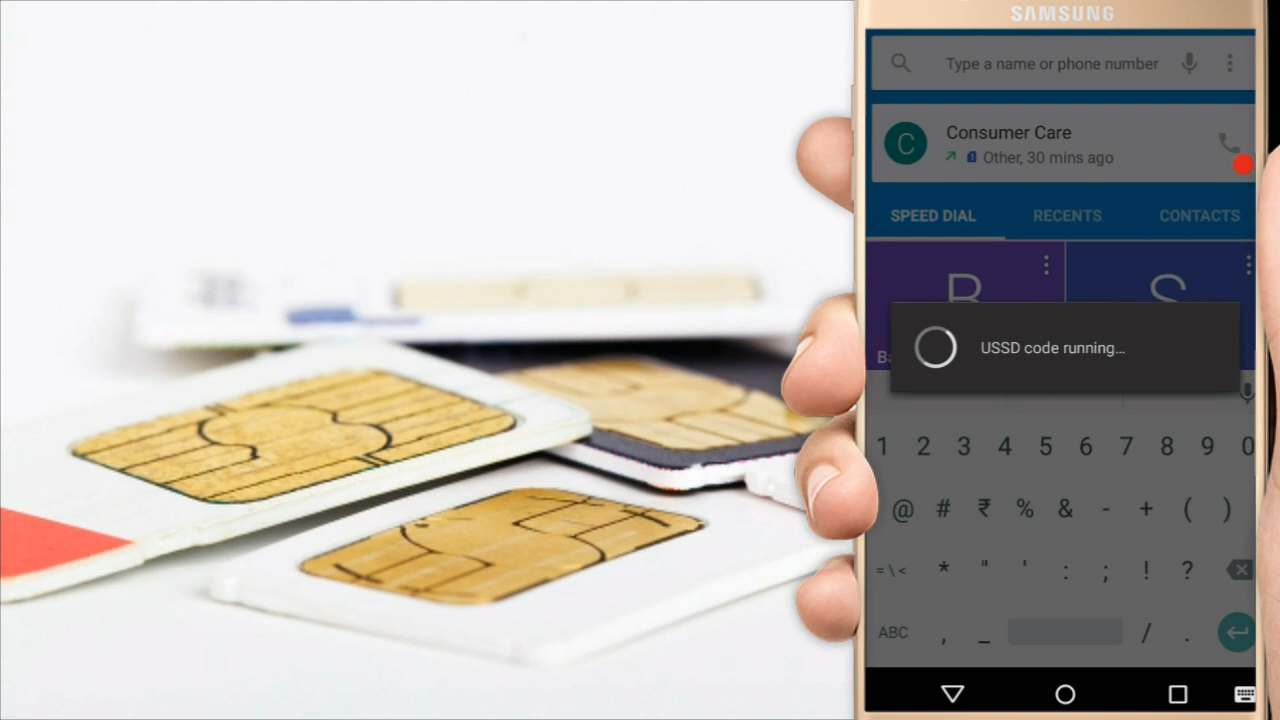 SAMSUNG
Type a name or phone number
C
Consumer Care
Other, 30 mins ago
SPEED DIAL RECENTS CONTACTS
B S
USSD code running...
1 2 3 4 5 6 7 8 9 0
@ # ₹ % & - + ( )
= \ < * " ' : ; ! ?
ABC , _ / .